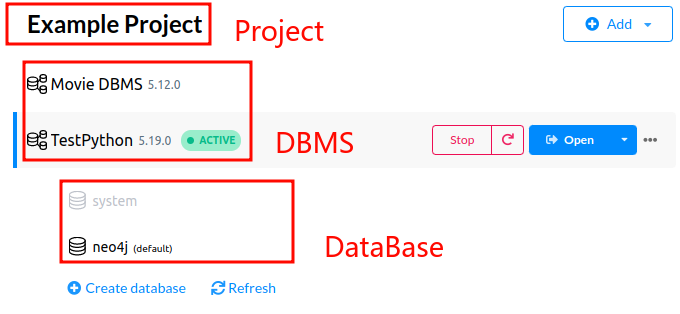 Example Project Project Add
Movie DBMS 5.12.0
TestPython 5.19.0 ACTIVE DBMS Stop Open
system
neo4j (default) DataBase
Create database Refresh